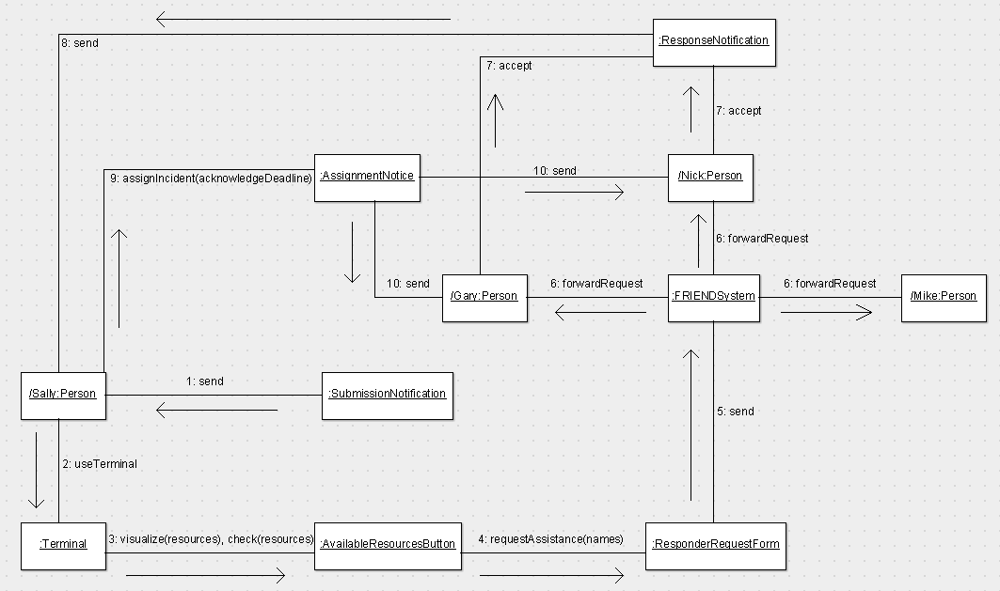 8: send
:ResponseNotification
7: accept
7: accept
9: assignIncident(acknowledgeDeadline)
:AssignmentNotice
10: send
/Nick:Person
6: forwardRequest
10: send
/Gary:Person
6: forwardRequest
:FRIENDSystem
6: forwardRequest
/Mike:Person
/Sally:Person
1: send
:SubmissionNotification
5: send
2: useTerminal
:Terminal
3: visualize(resources), check(resources)
:AvailableResourcesButton
4: requestAssistance(names)
:ResponderRequestForm